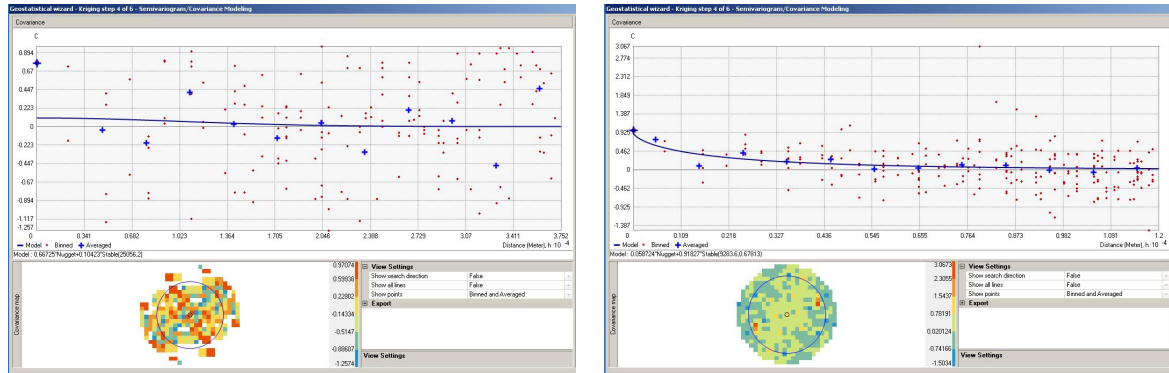 Geostatistical wizard - Kriging step 4 of 6 - Semivariogram/Covariance Modeling
Covariance
C
0.894
0.67
0.447
0.223
0
-0.223
-0.447
-0.67
-0.894
-1.117
-1.257
0 0.341 0.682 1.023 1.364 1.705 2.046 2.388 2.729 3.07 3.411 3.752
Distance (Meter), h ·10 -4
Model Binned Averaged
Model : 0.66725*Nugget+0.10423*Stable(25056,2)
Covariance map
0.97074
0.59938
0.22802
-0.14334
-0.5147
-0.88607
-1.2574
View Settings
Show search direction False
Show all lines False
Show points Binned and Averaged
Export
View Settings
Geostatistical wizard - Kriging step 4 of 6 - Semivariogram/Covariance Modeling
Covariance
C
3.067
2.774
2.312
1.849
1.387
0.925
0.462
0
-0.462
-0.925
-1.387
0 0.109 0.218 0.327 0.436 0.545 0.655 0.764 0.873 0.982 1.091 1.2
Distance (Meter), h ·10 -4
Model Binned Averaged
Model : 0.058724*Nugget+0.91827*Stable(9283.6,0.67813)
Covariance map
3.0673
2.3055
1.5437
0.78191
0.020124
-0.74166
-1.5034
View Settings
Show search direction False
Show all lines False
Show points Binned and Averaged
Export
View Settings